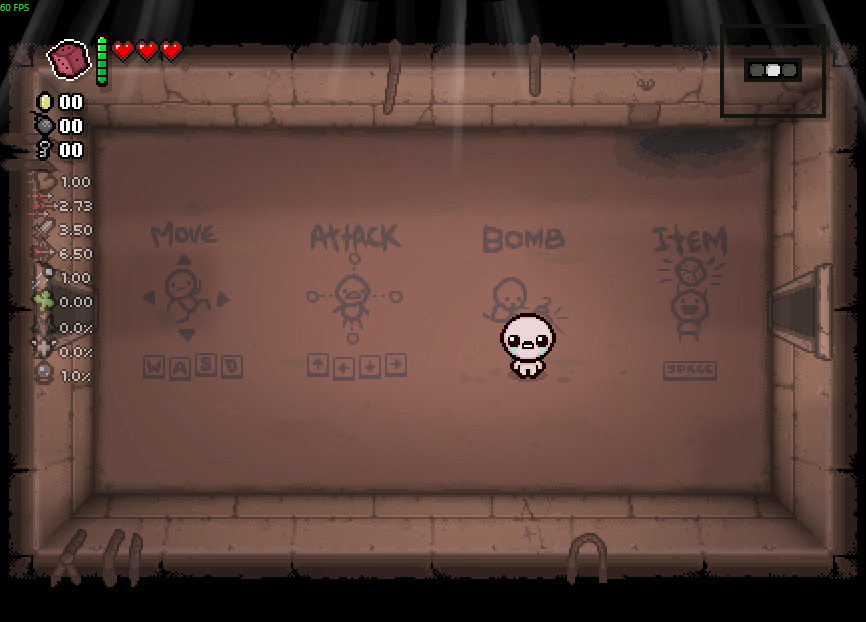 60 FPS
00
00
00
1.00
-2.73
3.50
6.50
1.00
0.00
0.0%
0.0%
1.0%
MOVE
ATTACK
BOMB
ITEM
W A S D
↑ ← ↓ →
SPACE